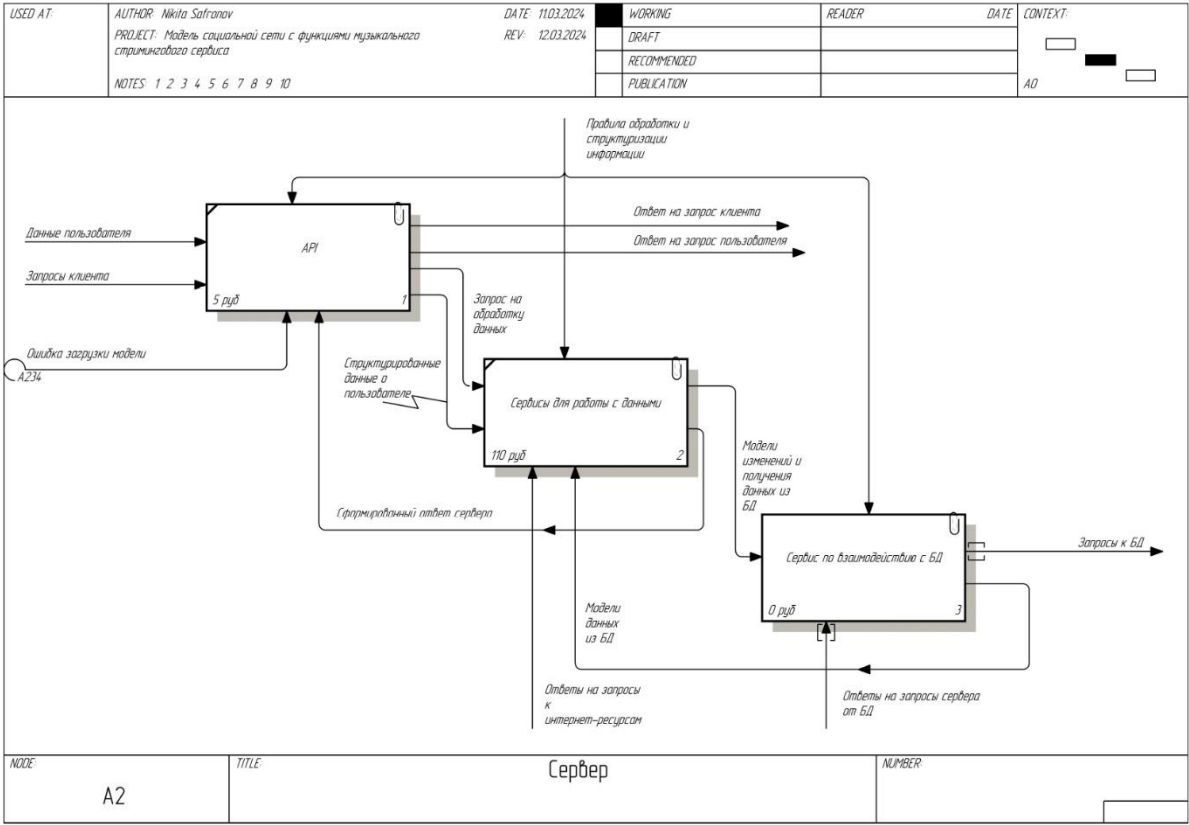 USED AT:
AUTHOR: Nikita Safronov
DATE: 11.03.2024
PROJECT: Модель социальной сети с функциями музыкального
стримингового сервиса
REV: 12.03.2024
NOTES: 1 2 3 4 5 6 7 8 9 10
WORKING
DRAFT
RECOMMENDED
PUBLICATION
READER
DATE
CONTEXT:
A0
Правила обработки и
структуризации
информации
Данные пользователя
Запросы клиента
API
5 руб
1
Ответ на запрос клиента
Ответ на запрос пользователя
Ошибка загрузки модели
A234
Запрос на
обработку
данных
Структурированные
данные о
пользователе
Сервисы для работы с данными
110 руб
2
Модели
изменений и
получения
данных из
БД
Сформированный ответ сервера
Сервис по взаимодействию с БД
0 руб
3
Запросы к БД
Модели
данных
из БД
Ответы на запросы
к
интернет-ресурсам
Ответы на запросы сервера
от БД
NODE:
A2
TITLE:
Сервер
NUMBER: